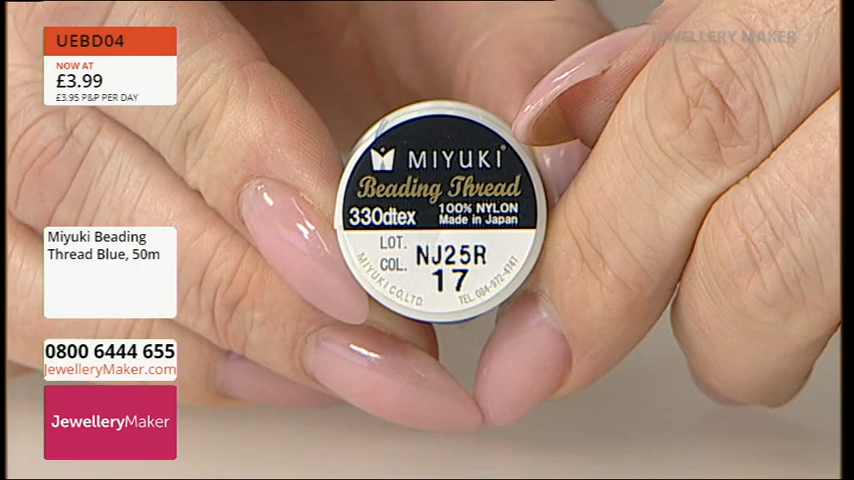 UEBD04
NOW AT
£3.99
£3.95 P&P PER DAY
JEWELLERY MAKER
MIYUKI®
Beading Thread
330dtex
100% NYLON
Made in Japan
LOT. NJ25R
COL. 17
MIYUKI CO., LTD.
TEL. 084-972-4747
Miyuki Beading
Thread Blue, 50m
0800 6444 655
JewelleryMaker.com
JewelleryMaker